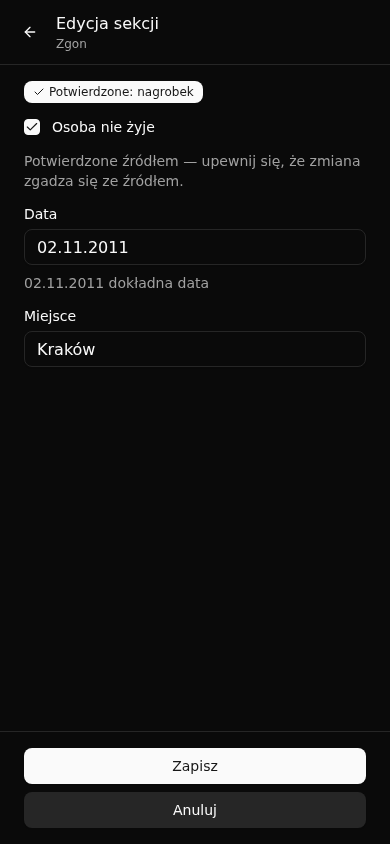 Edycja sekcji
Zgon
Potwierdzone: nagrobek
Osoba nie żyje
Potwierdzone źródłem — upewnij się, że zmiana
zgadza się ze źródłem.
Data
02.11.2011
02.11.2011 dokładna data
Miejsce
Kraków
Zapisz
Anuluj